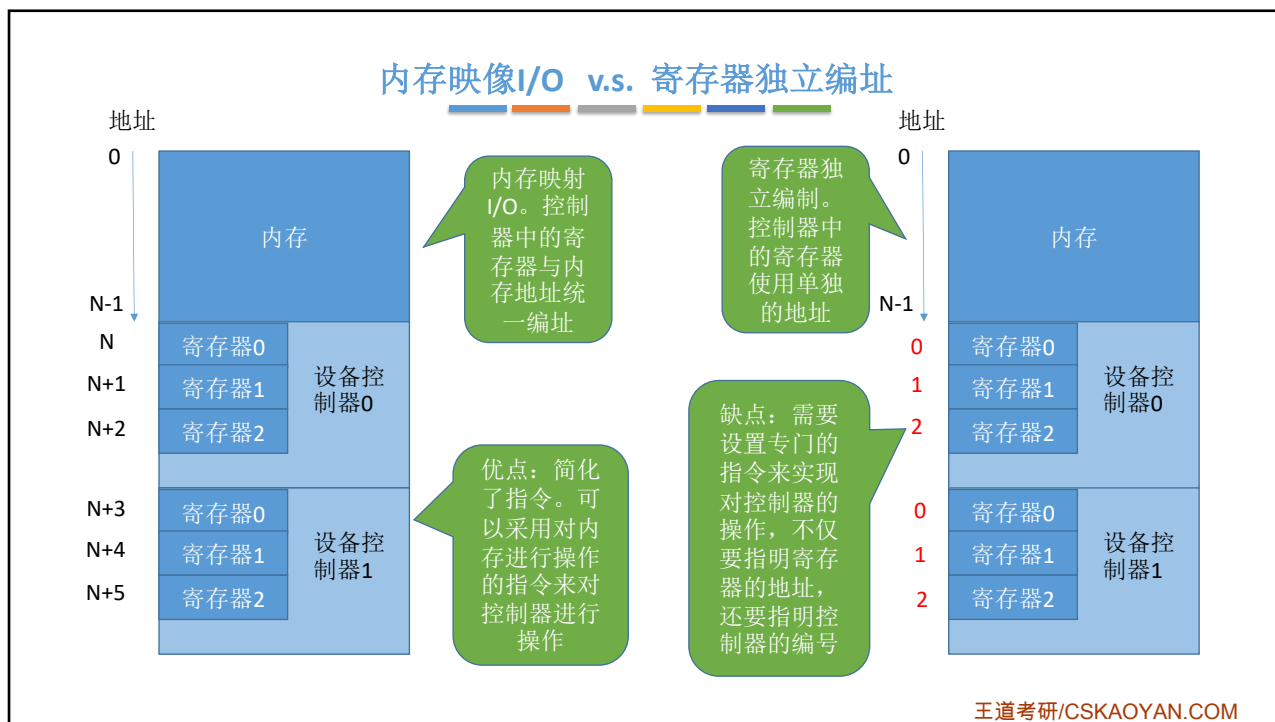 内存映像I/O v.s. 寄存器独立编址
地址
0
内存
N-1
N
寄存器0
N+1
寄存器1
N+2
寄存器2
设备控
制器0
N+3
寄存器0
N+4
寄存器1
N+5
寄存器2
设备控
制器1
内存映射
I/O。控制
器中的寄
存器与内
存地址统
一编址
优点：简化
了指令。可
以采用对内
存进行操作
的指令来对
控制器进行
操作
寄存器独
立编制。
控制器中
的寄存器
使用单独
的地址
缺点：需要
设置专门的
指令来实现
对控制器的
操作，不仅
要指明寄存
器的地址，
还要指明控
制器的编号
地址
0
N-1
0
寄存器0
1
寄存器1
2
寄存器2
设备控
制器0
0
寄存器0
1
寄存器1
2
寄存器2
设备控
制器1
王道考研/CSKAOYAN.COM